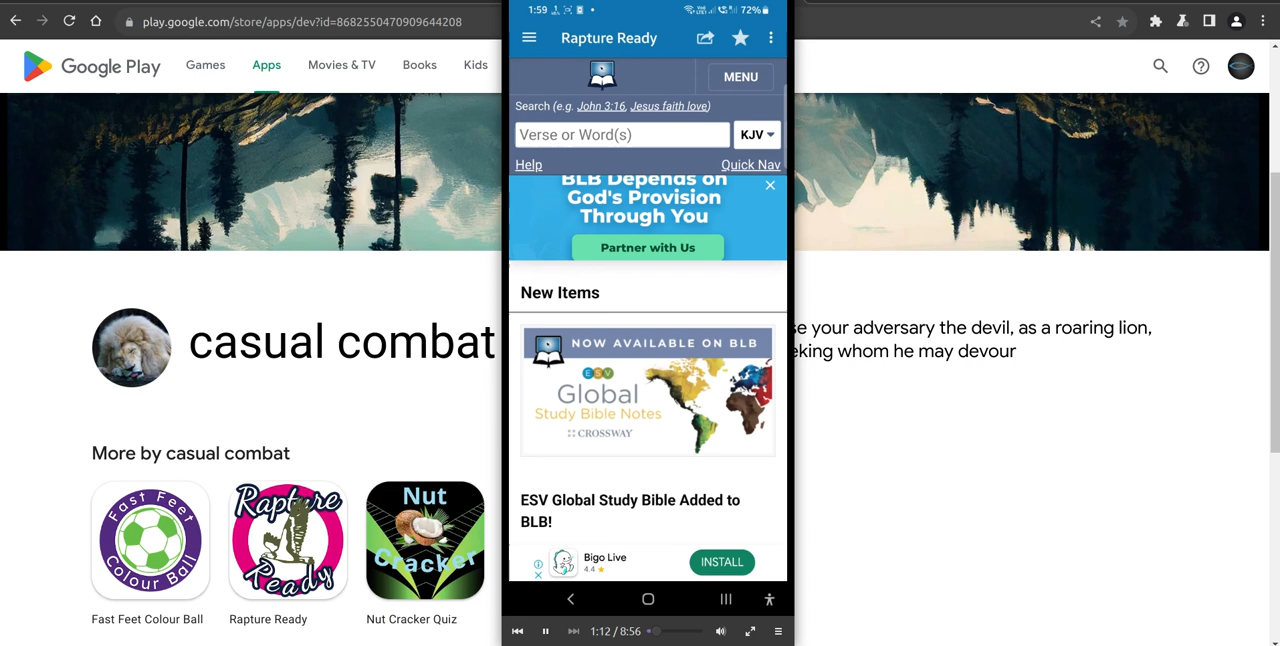 play.google.com/store/apps/dev?id=8682550470909644208
Google Play
Games
Apps
Movies & TV
Books
Kids
casual combat
se your adversary the devil, as a roaring lion,
eking whom he may devour
More by casual combat
Fast Feet
Colour Ball
Rapture
Ready
Nut
Cracker
Fast Feet Colour Ball
Rapture Ready
Nut Cracker Quiz
1:59
72%
Rapture Ready
MENU
Search (e.g. John 3:16, Jesus faith love)
Verse or Word(s)
KJV
Help
Quick Nav
BLB Depends on
God's Provision
Through You
Partner with Us
New Items
NOW AVAILABLE ON BLB
ESV
Global
Study Bible Notes
CROSSWAY
ESV Global Study Bible Added to
BLB!
Bigo Live
4.4
INSTALL
1:12 / 8:56